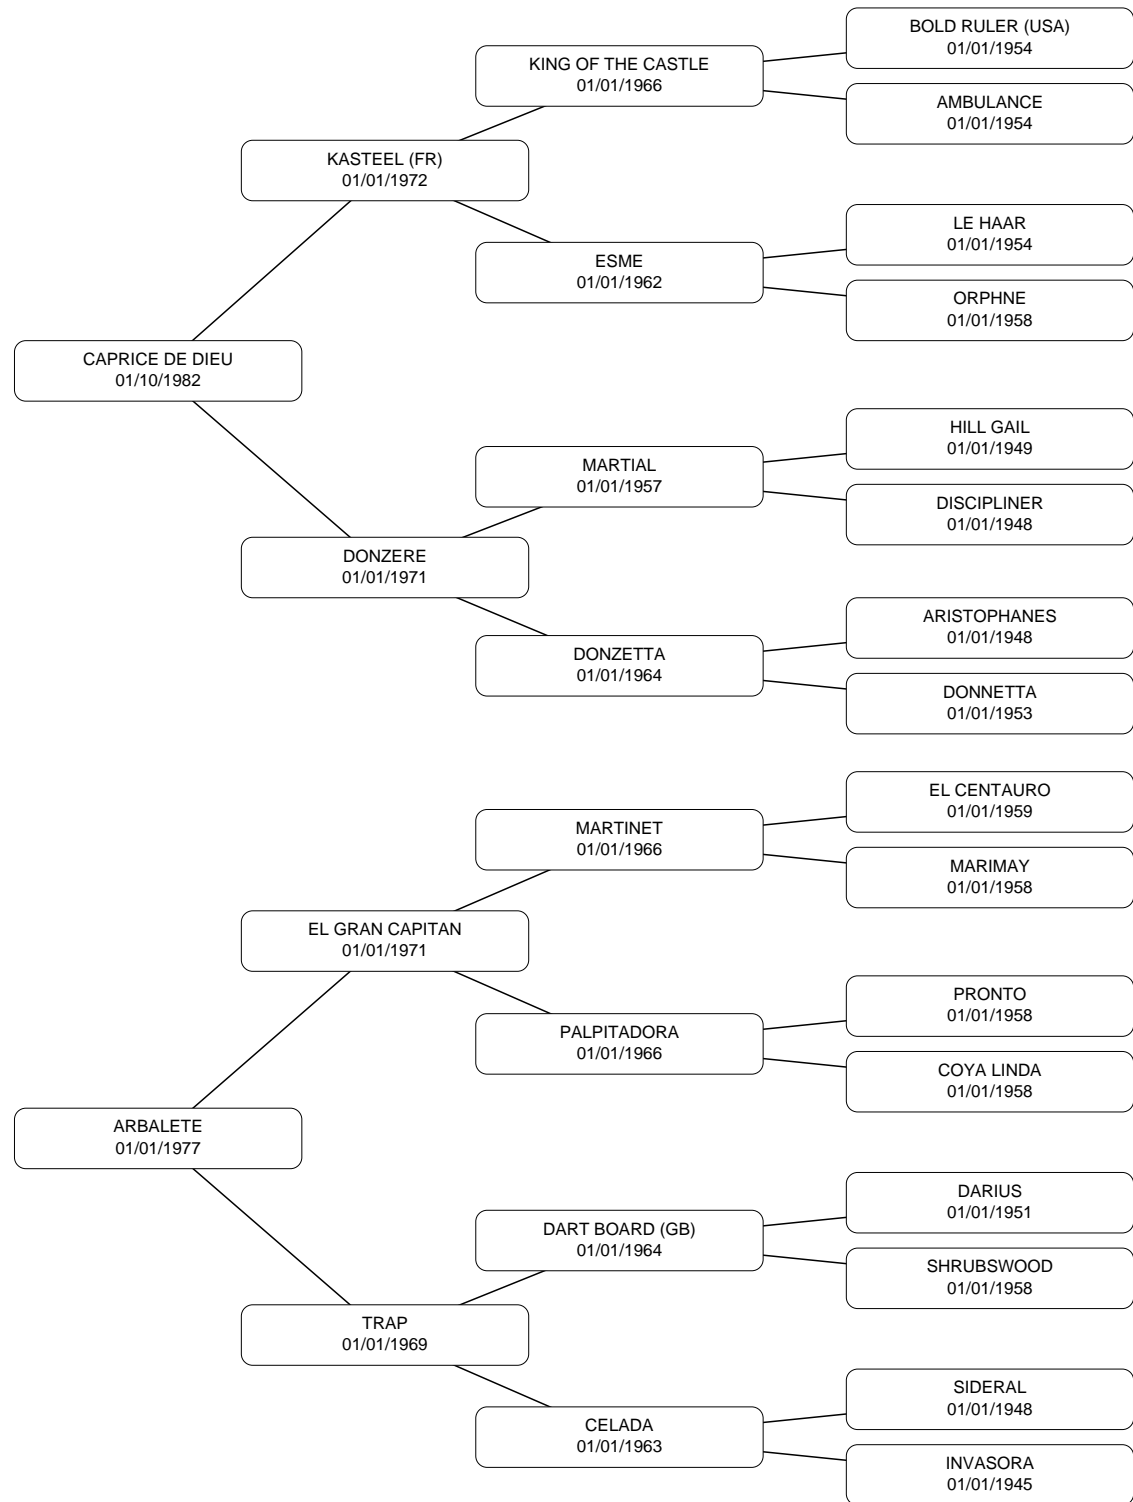 BOLD RULER (USA)
01/01/1954
KING OF THE CASTLE
01/01/1966
AMBULANCE
01/01/1954
KASTEEL (FR)
01/01/1972
LE HAAR
01/01/1954
ESME
01/01/1962
ORPHNE
01/01/1958
CAPRICE DE DIEU
01/10/1982
HILL GAIL
01/01/1949
MARTIAL
01/01/1957
DISCIPLINER
01/01/1948
DONZERE
01/01/1971
ARISTOPHANES
01/01/1948
DONZETTA
01/01/1964
DONNETTA
01/01/1953
EL CENTAURO
01/01/1959
MARTINET
01/01/1966
MARIMAY
01/01/1958
EL GRAN CAPITAN
01/01/1971
PRONTO
01/01/1958
PALPITADORA
01/01/1966
COYA LINDA
01/01/1958
ARBALETE
01/01/1977
DARIUS
01/01/1951
DART BOARD (GB)
01/01/1964
SHRUBSWOOD
01/01/1958
TRAP
01/01/1969
SIDERAL
01/01/1948
CELADA
01/01/1963
INVASORA
01/01/1945